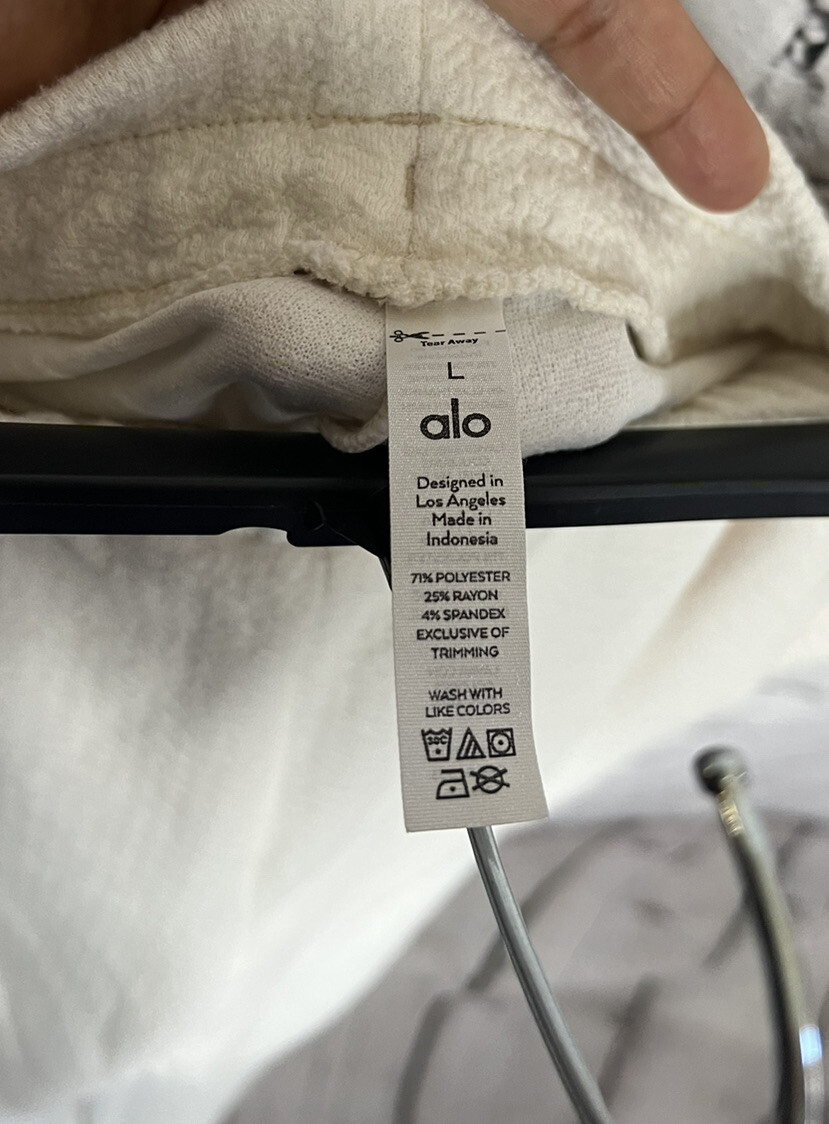 Tear Away
L
alo
Designed in
Los Angeles
Made in
Indonesia
71% POLYESTER
25% RAYON
4% SPANDEX
EXCLUSIVE OF
TRIMMING
WASH WITH
LIKE COLORS
30C